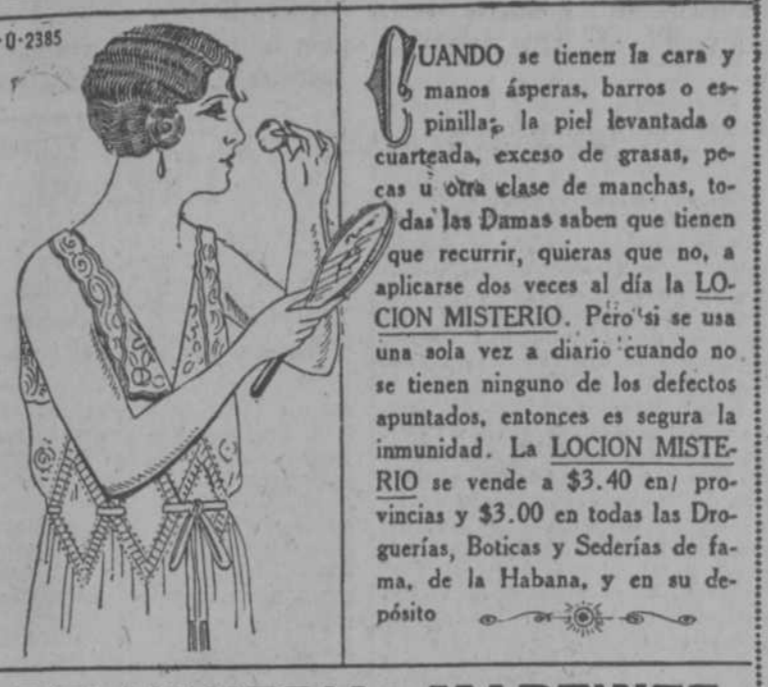 O-2385
CUANDO se tienen la cara y
manos ásperas, barros o es-
pinillas, la piel levantada o
cuarteada, exceso de grasas, pe-
cas u otra clase de manchas, to-
das las Damas saben que tienen
que recurrir, quieras que no, a
aplicarse dos veces al día la LO-
CION MISTERIO. Pero si se usa
una sola vez a diario cuando no
se tienen ninguno de los defectos
apuntados, entonces es segura la
inmunidad. La LOCION MISTE-
RIO se vende a $3.40 en pro-
vincias y $3.00 en todas las Dro-
guerías, Boticas y Sederías de fa-
ma, de la Habana, y en su de-
pósito